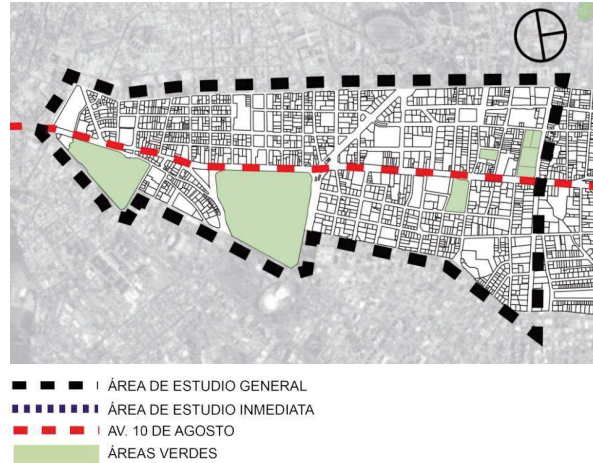 ÁREA DE ESTUDIO GENERAL
ÁREA DE ESTUDIO INMEDIATA
AV. 10 DE AGOSTO
ÁREAS VERDES